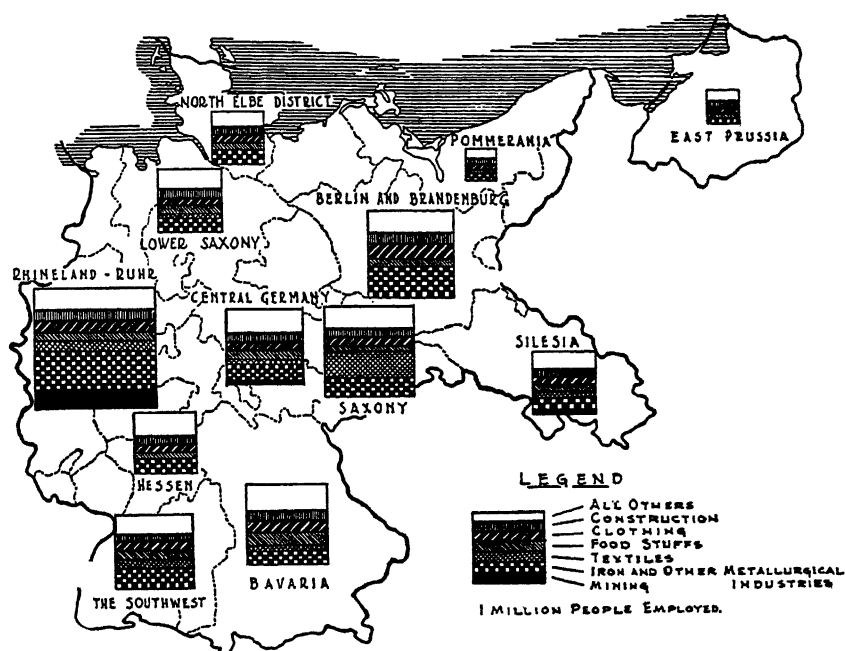 NORTH ELBE DISTRICT
POMMERANIA
EAST PRUSSIA
BERLIN AND BRANDENBURG
LOWER SAXONY
RHINELAND - RUHR
CENTRAL GERMANY
SILESIA
SAXONY
HESSEN
THE SOUTHWEST
BAVARIA
LEGEND
ALL OTHERS
CONSTRUCTION
CLOTHING
FOOD STUFFS
TEXTILES
IRON AND OTHER METALLURGICAL
MINING INDUSTRIES
1 MILLION PEOPLE EMPLOYED.